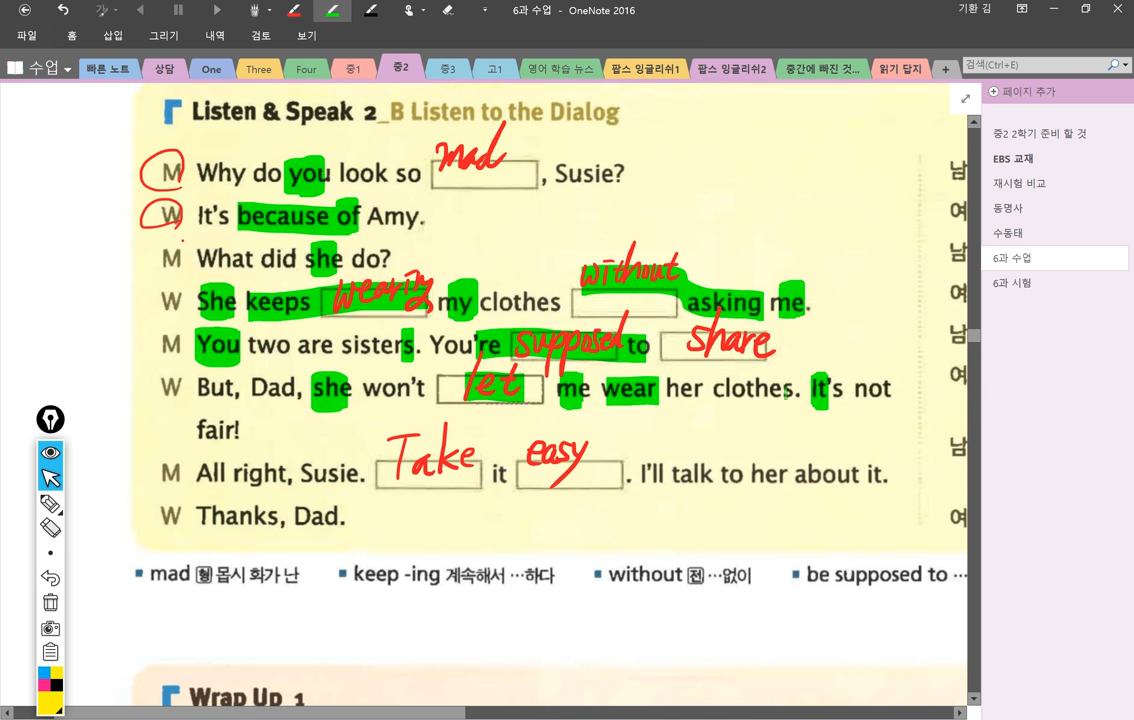 6과 수업 - OneNote 2016
기환 김
파일 홈 삽입 그리기 내역 검토 보기
수업 빠른 노트 상담 One Three Four 중1 중2 중3 고1 영어 학습 뉴스 팝스 잉글리쉬1 팝스 잉글리쉬2 중간에 빠진 것... 읽기 답지 + 검색(Ctrl+E)
페이지 추가
중2 2학기 준비 할 것
EBS 교재
재시험 비교
동명사
수동태
6과 수업
6과 시험
Listen & Speak 2_B Listen to the Dialog
M Why do you look so mad, Susie? 남
W It's because of Amy. 여
M What did she do? 남
W She keeps wearing my clothes without asking me. 여
M You two are sisters. You're supposed to share 남
W But, Dad, she won't let me wear her clothes. It's not 여
fair!
M All right, Susie. Take it easy. I'll talk to her about it. 남
W Thanks, Dad. 여
mad 형 몹시 화가 난 keep -ing 계속해서 …하다 without 전 …없이 be supposed to …
Wrap Up 1